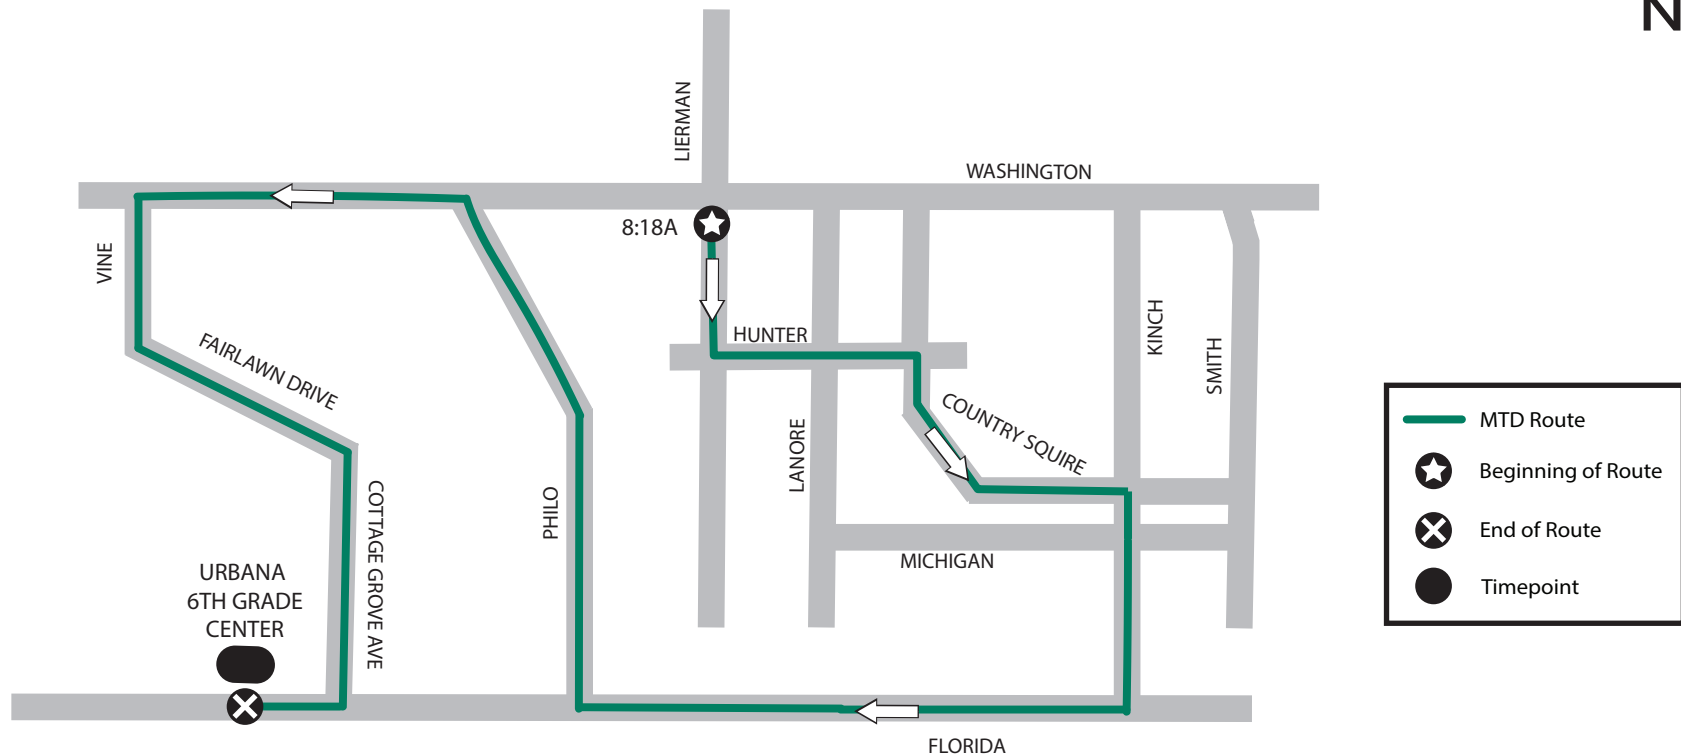 N
LIERMAN
WASHINGTON
8:18A
VINE
HUNTER
KINCH
SMITH
FAIRLAWN DRIVE
COUNTRY SQUIRE
LANORE
PHILO
COTTAGE GROVE AVE
MICHIGAN
URBANA
6TH GRADE
CENTER
FLORIDA
MTD Route
Beginning of Route
End of Route
Timepoint